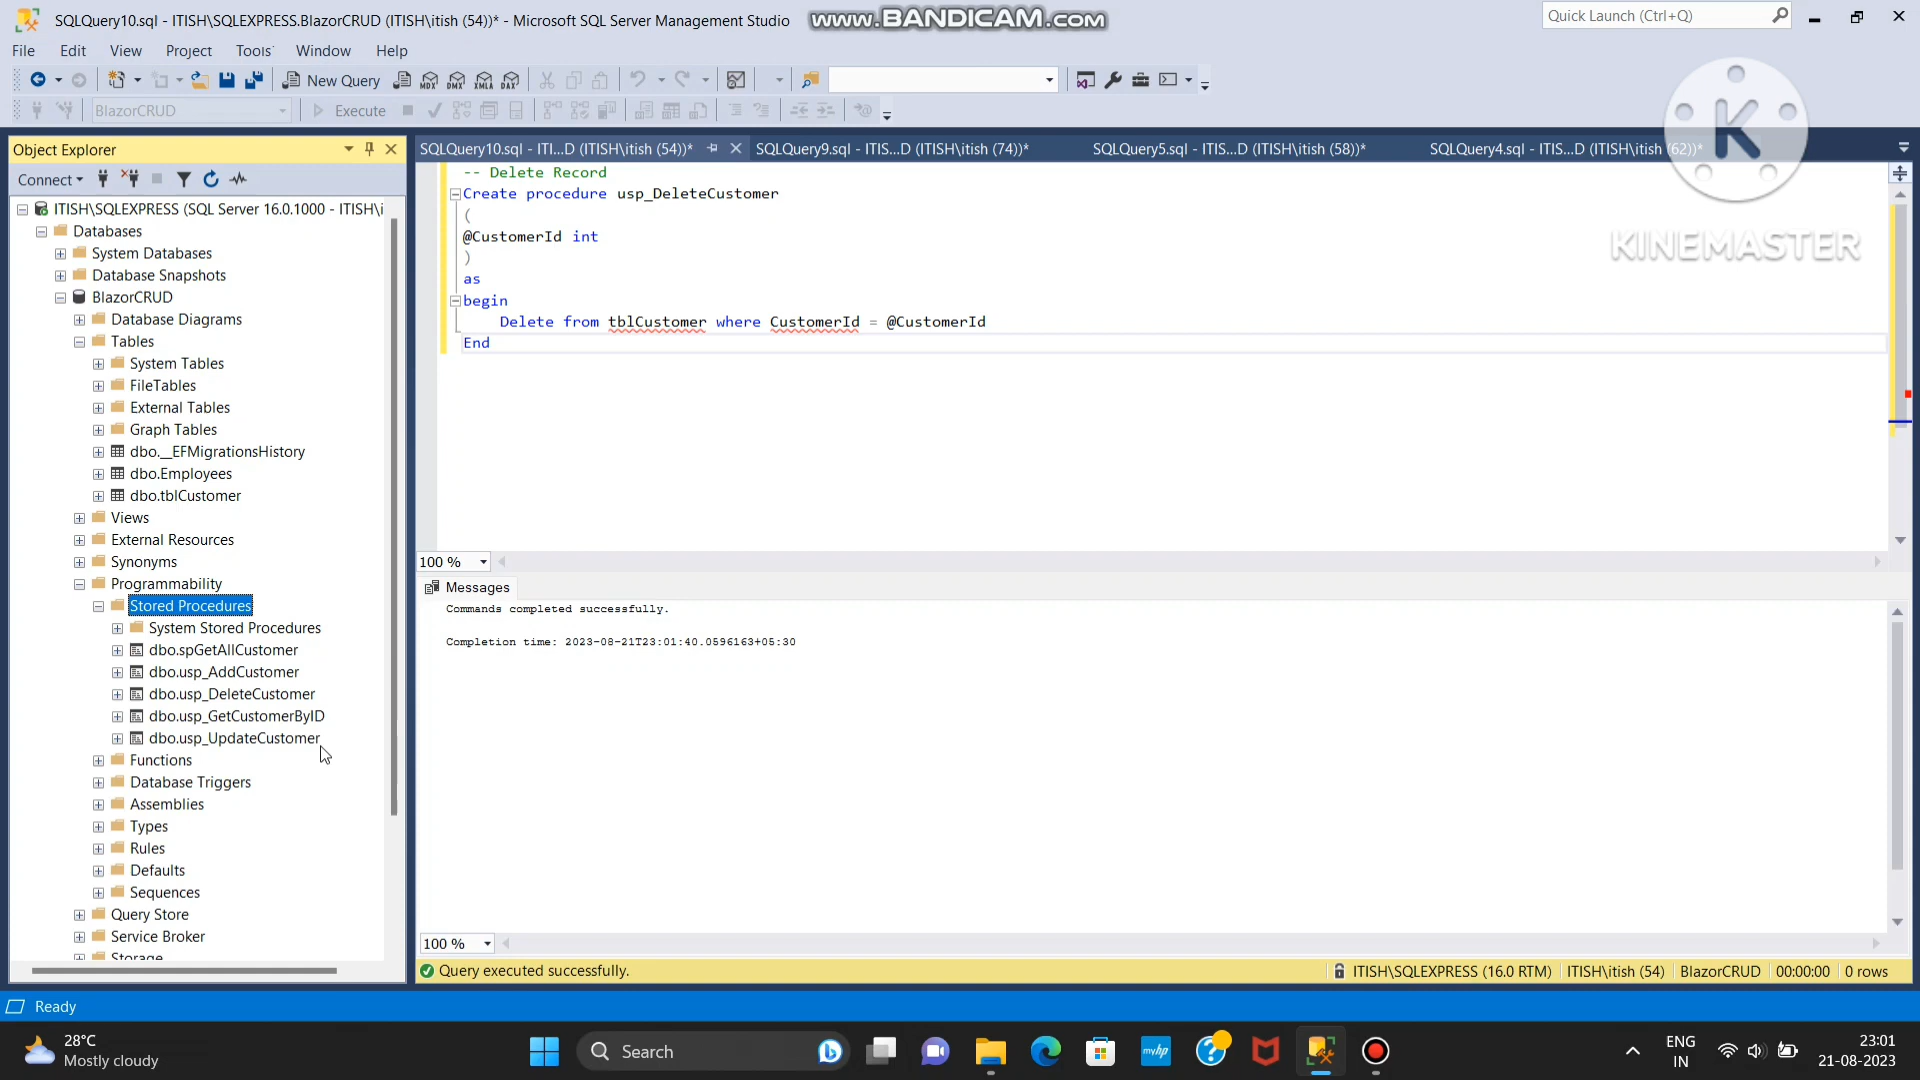 SQLQuery10.sql - ITISH\SQLEXPRESS.BlazorCRUD (ITISH\itish (54))* - Microsoft SQL Server Management Studio
www.BANDICAM.com
Quick Launch (Ctrl+Q)
File Edit View Project Tools Window Help
New Query MDX DMX XMLA DAX
BlazorCRUD Execute
K
KINEMASTER
Object Explorer
SQLQuery10.sql - ITI...D (ITISH\itish (54))* SQLQuery9.sql - ITIS...D (ITISH\itish (74))* SQLQuery5.sql - ITIS...D (ITISH\itish (58))* SQLQuery4.sql - ITIS...D (ITISH\itish (62))*
Connect
ITISH\SQLEXPRESS (SQL Server 16.0.1000 - ITISH\i
Databases
System Databases
Database Snapshots
BlazorCRUD
Database Diagrams
Tables
System Tables
FileTables
External Tables
Graph Tables
dbo.__EFMigrationsHistory
dbo.Employees
dbo.tblCustomer
Views
External Resources
Synonyms
Programmability
Stored Procedures
System Stored Procedures
dbo.spGetAllCustomer
dbo.usp_AddCustomer
dbo.usp_DeleteCustomer
dbo.usp_GetCustomerByID
dbo.usp_UpdateCustomer
Functions
Database Triggers
Assemblies
Types
Rules
Defaults
Sequences
Query Store
Service Broker
Storage
-- Delete Record
Create procedure usp_DeleteCustomer
(
@CustomerId int
)
as
begin
Delete from tblCustomer where CustomerId = @CustomerId
End
100 %
Messages
Commands completed successfully.
Completion time: 2023-08-21T23:01:40.0596163+05:30
100 %
Query executed successfully. ITISH\SQLEXPRESS (16.0 RTM) ITISH\itish (54) BlazorCRUD 00:00:00 0 rows
Ready
28°C
Mostly cloudy
Search
myhp
ENG
IN
23:01
21-08-2023